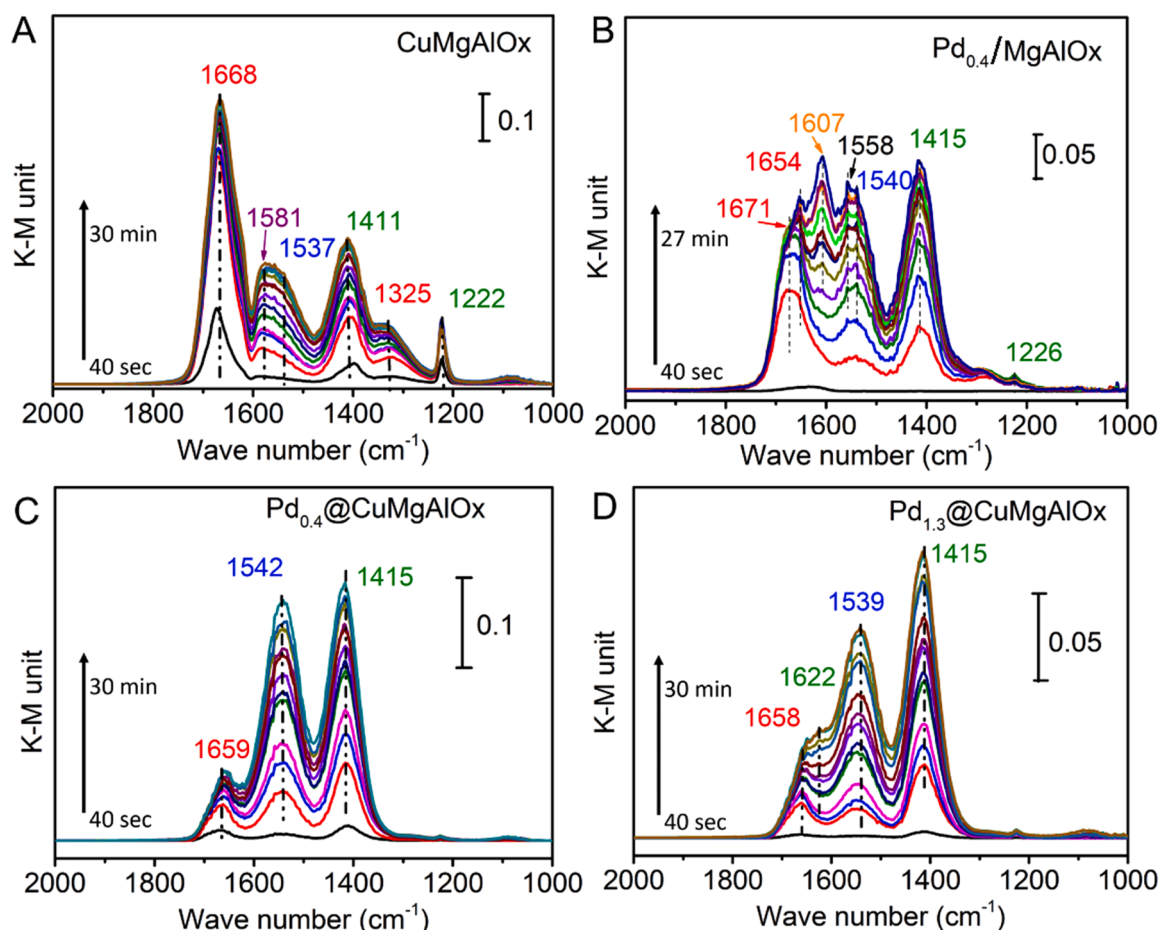 A
CuMgAlOx
1668
0.1
1581
1537
1411
1325
1222
30 min
40 sec
K-M unit
2000 1800 1600 1400 1200 1000
Wave number (cm⁻¹)
B
Pd₀.₄/MgAlOx
0.05
1607
1558
1415
1654
1540
1671
27 min
1226
40 sec
K-M unit
2000 1800 1600 1400 1200 1000
Wave number (cm⁻¹)
C
Pd₀.₄@CuMgAlOx
1542
1415
0.1
30 min
1659
40 sec
K-M unit
2000 1800 1600 1400 1200 1000
Wave number (cm⁻¹)
D
Pd₁.₃@CuMgAlOx
1415
1539
0.05
30 min
1622
1658
40 sec
K-M unit
2000 1800 1600 1400 1200 1000
Wave number (cm⁻¹)